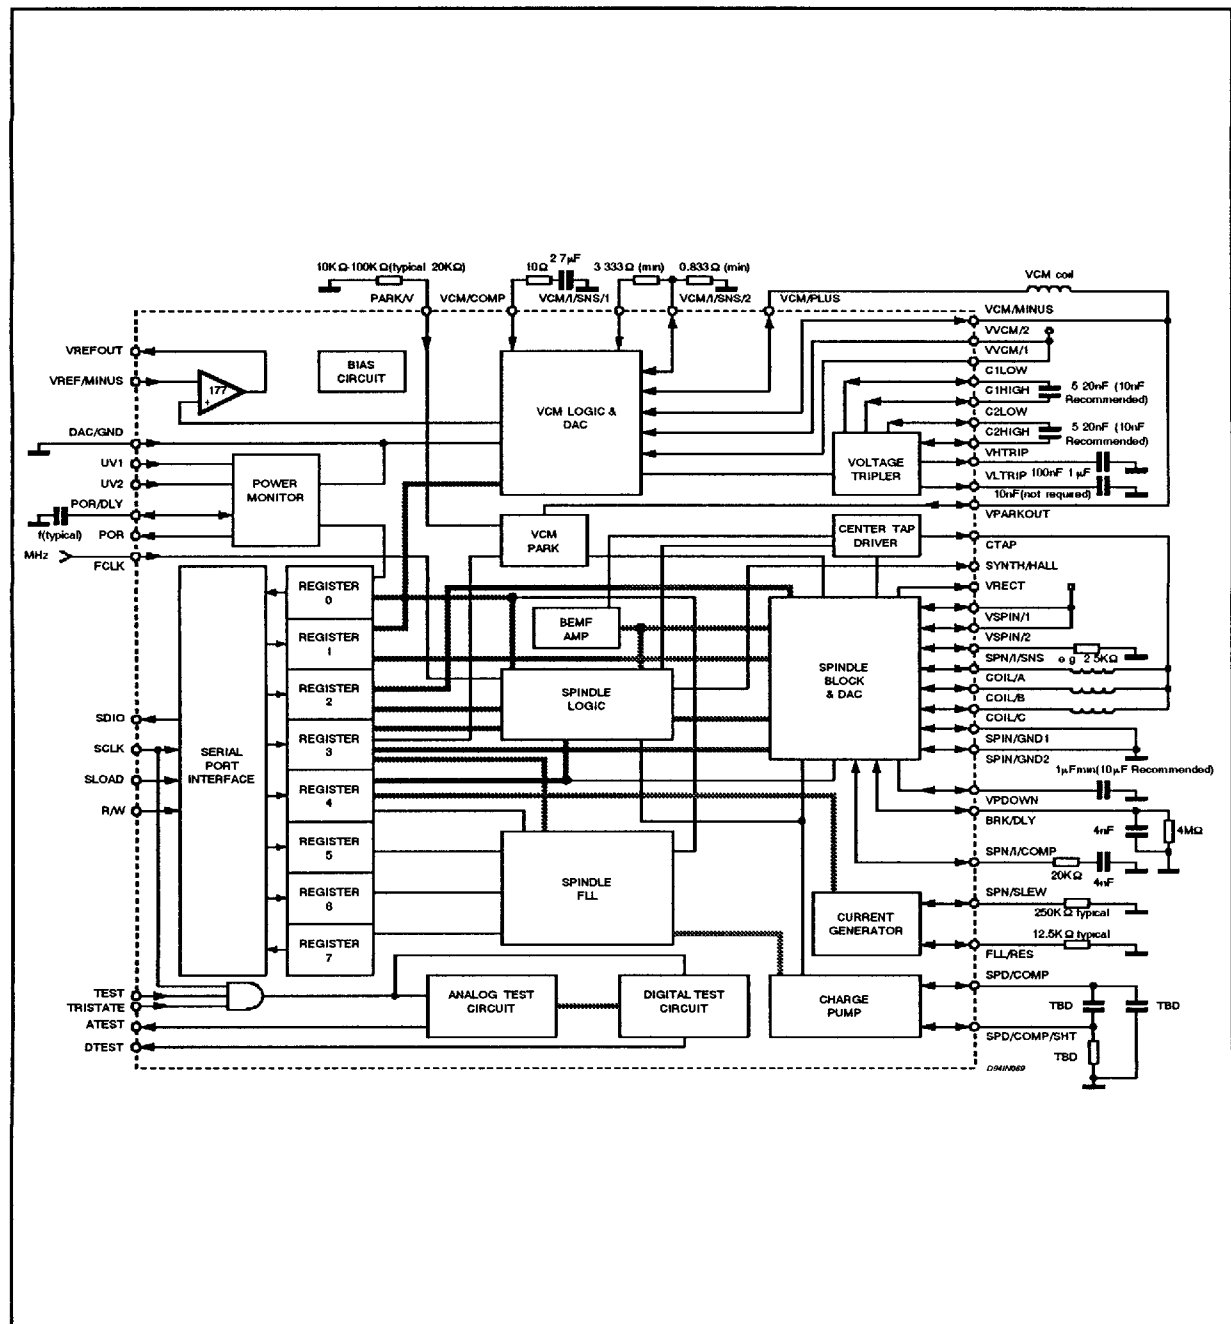 VCM coil
10KΩ-100KΩ(typical 20KΩ)
10Ω
2 7µF
3 333Ω (min)
0.833Ω (min)
PARK/V
VCM/COMP
VCM/I/SNS/1
VCM/I/SNS/2
VCM/PLUS
VCM/MINUS
VVCM/2
VVCM/1
C1LOW
C1HIGH
5 20nF (10nF
Recommended)
C2LOW
C2HIGH
5 20nF (10nF
Recommended)
VHTRIP
100nF 1 µF
VLTRIP
10nF(not required)
VPARKOUT
VREFOUT
VREF/MINUS
177
+
BIAS
CIRCUIT
VCM LOGIC &
DAC
VOLTAGE
TRIPLER
DAC/GND
UV1
UV2
POR/DLY
f(typical)
POR
MHz
FCLK
POWER
MONITOR
VCM
PARK
CENTER TAP
DRIVER
CTAP
SYNTH/HALL
VRECT
VSPIN/1
VSPIN/2
SPN/I/SNS
e g 2 5KΩ
COIL/A
COIL/B
COIL/C
SPIN/GND1
SPIN/GND2
1µFmin(10µF Recommended)
VPDOWN
BRK/DLY
4nF
4MΩ
SPN/I/COMP
20KΩ
4nF
SPN/SLEW
250KΩ typical
12.5KΩ typical
FLL/RES
SPD/COMP
TBD
TBD
SPD/COMP/SHT
TBD
REGISTER
0
REGISTER
1
REGISTER
2
REGISTER
3
REGISTER
4
REGISTER
5
REGISTER
6
REGISTER
7
BEMF
AMP
SPINDLE
LOGIC
SPINDLE
BLOCK
& DAC
SPINDLE
FLL
CURRENT
GENERATOR
CHARGE
PUMP
SDIO
SCLK
SLOAD
R/W
SERIAL
PORT
INTERFACE
TEST
TRISTATE
ATEST
DTEST
ANALOG TEST
CIRCUIT
DIGITAL TEST
CIRCUIT
D94IN069